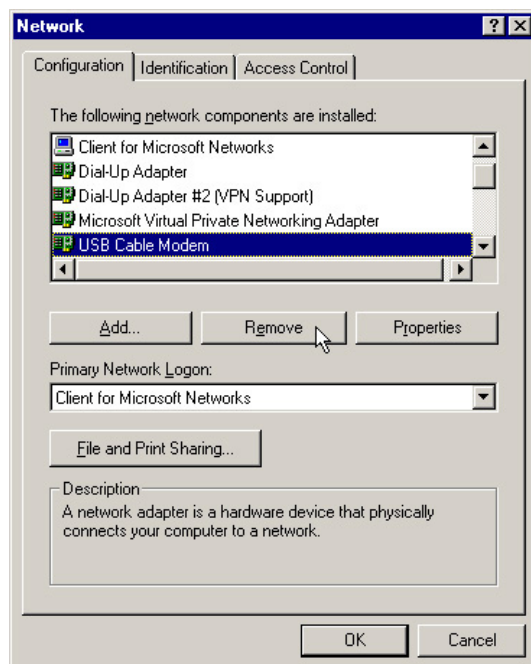 Network
Configuration Identification Access Control
The following network components are installed:
Client for Microsoft Networks
Dial-Up Adapter
Dial-Up Adapter #2 (VPN Support)
Microsoft Virtual Private Networking Adapter
USB Cable Modem
Add... Remove Properties
Primary Network Logon:
Client for Microsoft Networks
File and Print Sharing...
Description
A network adapter is a hardware device that physically
connects your computer to a network.
OK Cancel